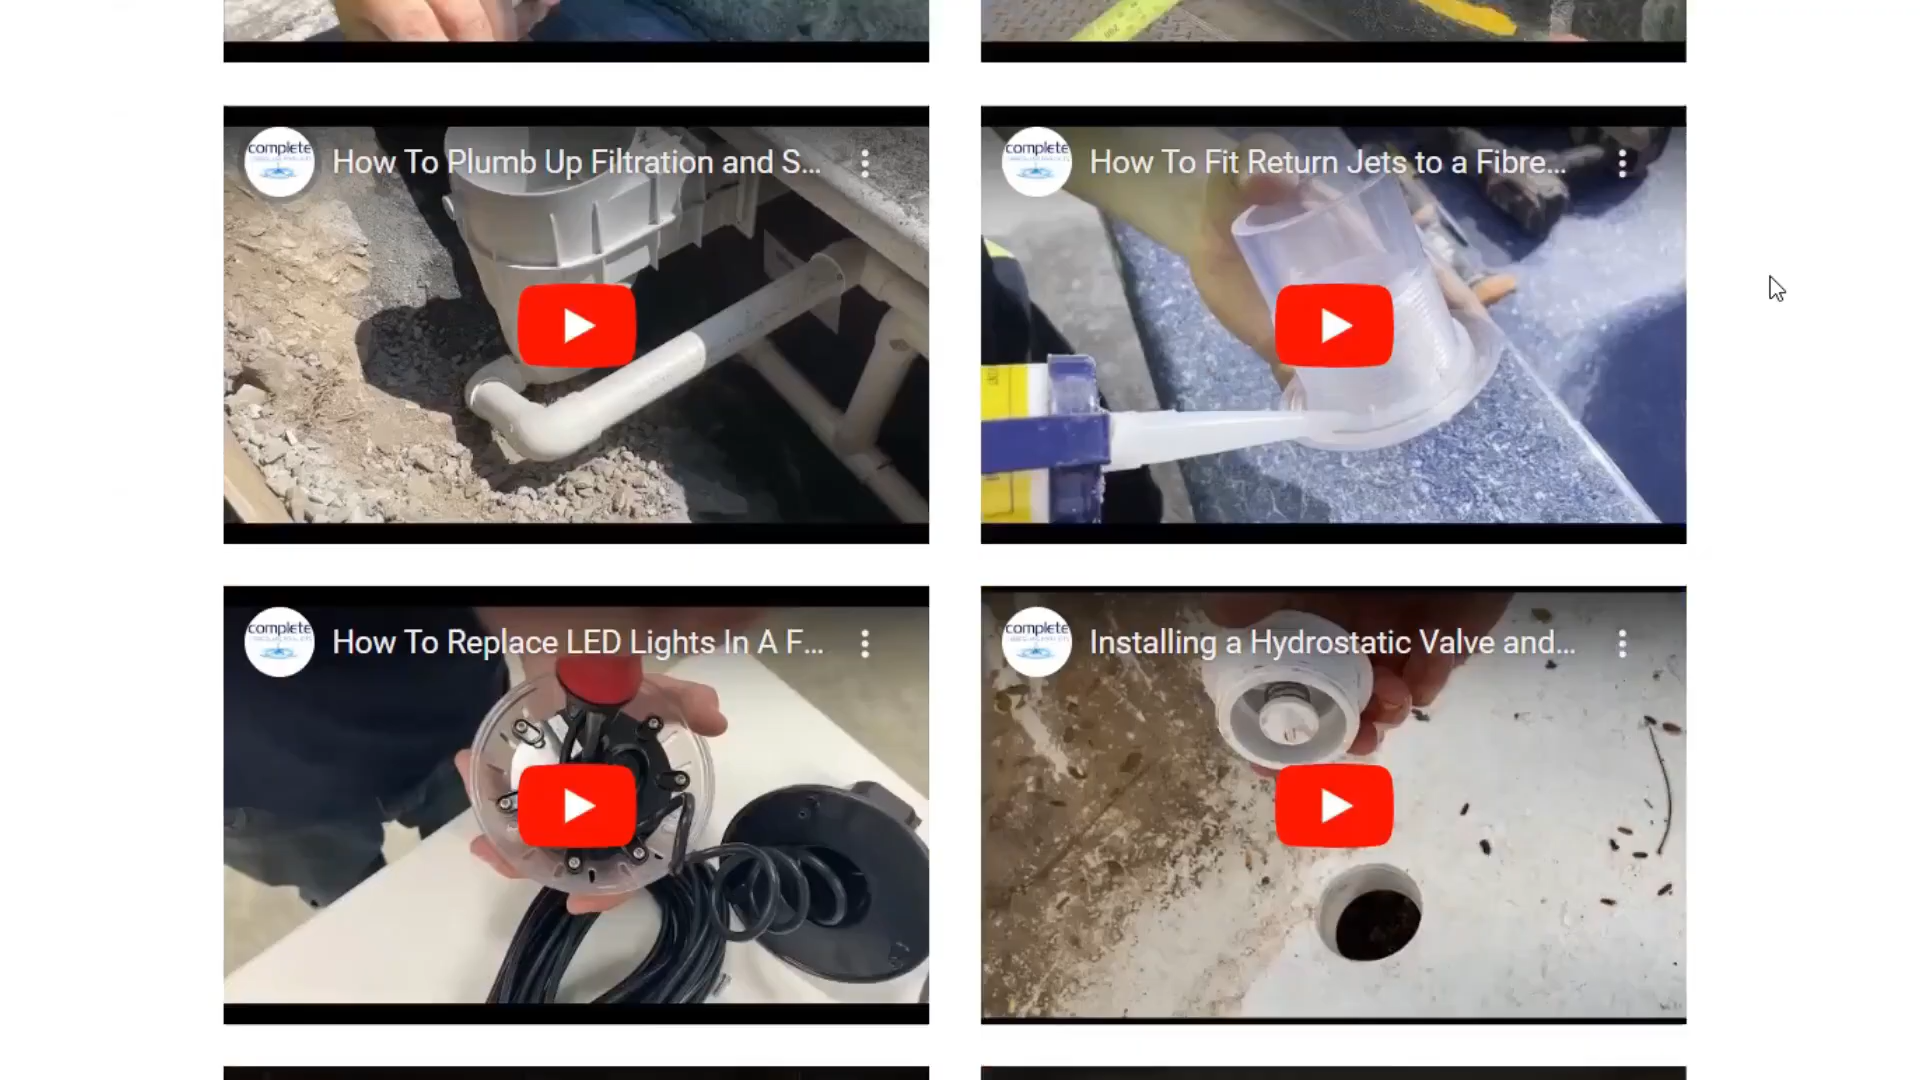 complete
How To Plumb Up Filtration and S...
complete
How To Fit Return Jets to a Fibre...
complete
How To Replace LED Lights In A F...
complete
Installing a Hydrostatic Valve and...